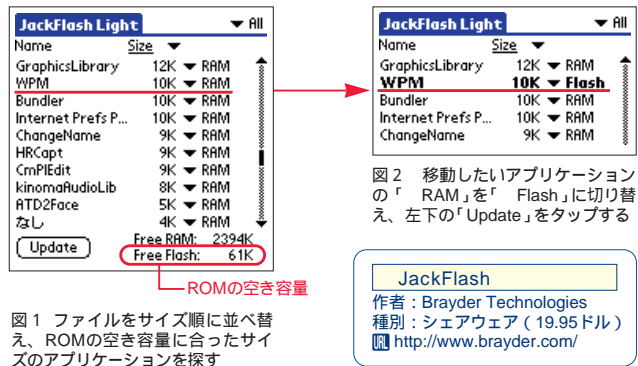 JackFlash Light ▼ All
Name Size ▼
GraphicsLibrary 12K ▼ RAM
WPM 10K ▼ RAM
Bundler 10K ▼ RAM
Internet Prefs P... 10K ▼ RAM
ChangeName 9K ▼ RAM
HRCapt 9K ▼ RAM
CmPlEdit 9K ▼ RAM
kinomaAudioLib 8K ▼ RAM
ATD2Face 5K ▼ RAM
なし 4K ▼ RAM
Update
Free RAM: 2394K
Free Flash: 61K
ROMの空き容量
図1 ファイルをサイズ順に並べ替
え、ROMの空き容量に合ったサイ
ズのアプリケーションを探す
JackFlash Light ▼ All
Name Size ▼
GraphicsLibrary 12K ▼ RAM
WPM 10K ▼ Flash
Bundler 10K ▼ RAM
Internet Prefs P... 10K ▼ RAM
ChangeName 9K ▼ RAM
図2 移動したいアプリケーション
の「 RAM」を「 Flash」に切り替
え、左下の「Update」をタップする
JackFlash
作者:Brayder Technologies
種別:シェアウェア(19.95ドル)
URL http://www.brayder.com/